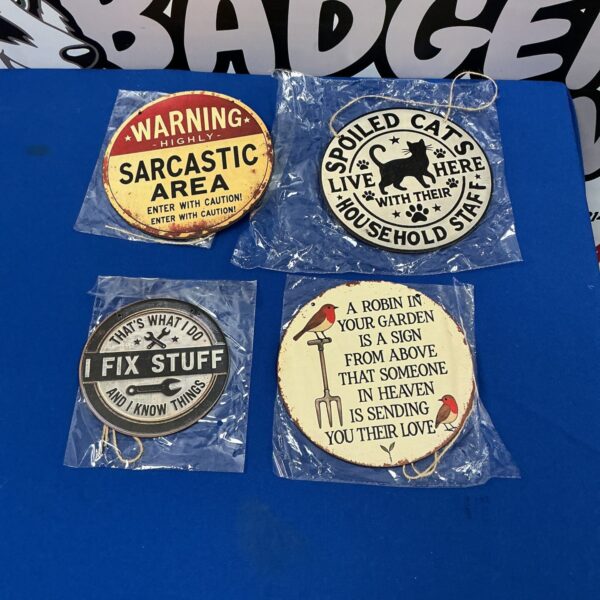 BADGER
WARNING
- HIGHLY -
SARCASTIC
AREA
ENTER WITH CAUTION!
ENTER WITH CAUTION!
SPOILED CATS
LIVE HERE
WITH THEIR
HOUSEHOLD STAFF
THAT'S WHAT I DO
I FIX STUFF
AND I KNOW THINGS
A ROBIN IN
YOUR GARDEN
IS A SIGN
FROM ABOVE
THAT SOMEONE
IN HEAVEN
IS SENDING
YOU THEIR LOVE